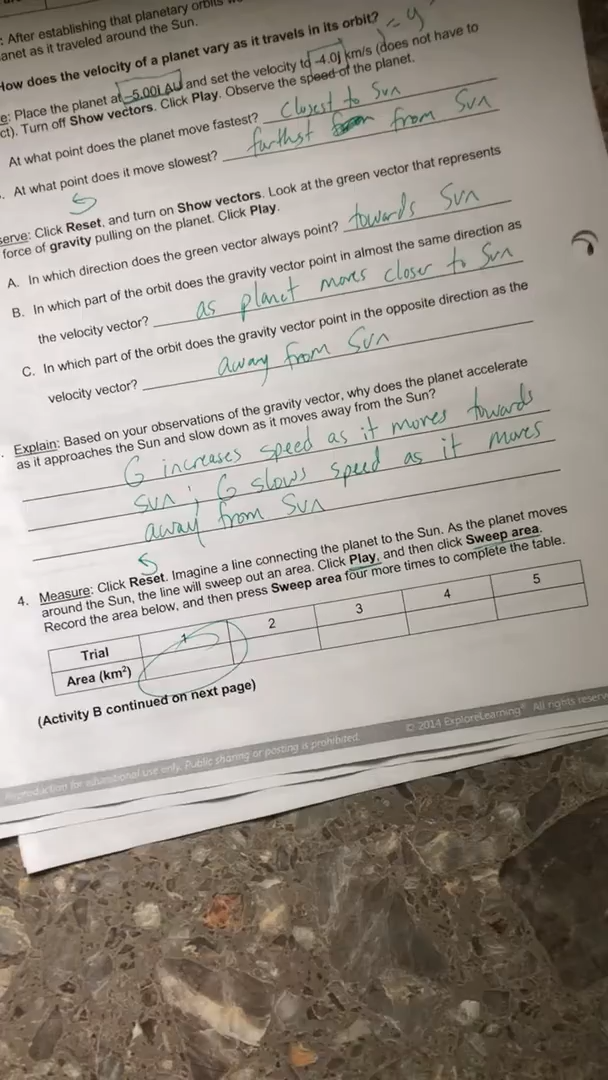 : After establishing that planetary orbits
anet as it traveled around the Sun.
How does the velocity of a planet vary as it travels in its orbit?
– y
e: Place the planet at –5.00i AU and set the velocity to -4.0j km/s (does not have to
ct). Turn off Show vectors. Click Play. Observe the speed of the planet.
At what point does the planet move fastest? Closest to Sun
At what point does it move slowest? farthst from Sun
serve: Click Reset, and turn on Show vectors. Look at the green vector that represents
force of gravity pulling on the planet. Click Play.
A. In which direction does the green vector always point? towards Sun
B. In which part of the orbit does the gravity vector point in almost the same direction as
the velocity vector? as planet moves closer to Sun
C. In which part of the orbit does the gravity vector point in the opposite direction as the
velocity vector? away from Sun
Explain: Based on your observations of the gravity vector, why does the planet accelerate
as it approaches the Sun and slow down as it moves away from the Sun?
G increases speed as it moves towards
sun ; G slows speed as it moves
away from Sun
4. Measure: Click Reset. Imagine a line connecting the planet to the Sun. As the planet moves
around the Sun, the line will sweep out an area. Click Play, and then click Sweep area.
Record the area below, and then press Sweep area four more times to complete the table.
Trial 1 2 3 4 5
Area (km²)
(Activity B continued on next page)
Reproduction for educational use only. Public sharing or posting is prohibited. © 2014 ExploreLearning® All rights reserv